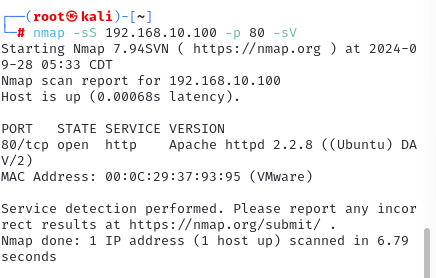 ┌──(root㉿kali)-[~]
└─# nmap -sS 192.168.10.100 -p 80 -sV
Starting Nmap 7.94SVN ( https://nmap.org ) at 2024-0
9-28 05:33 CDT
Nmap scan report for 192.168.10.100
Host is up (0.00068s latency).

PORT   STATE SERVICE VERSION
80/tcp open  http    Apache httpd 2.2.8 ((Ubuntu) DA
V/2)
MAC Address: 00:0C:29:37:93:95 (VMware)

Service detection performed. Please report any incor
rect results at https://nmap.org/submit/ .
Nmap done: 1 IP address (1 host up) scanned in 6.79
seconds